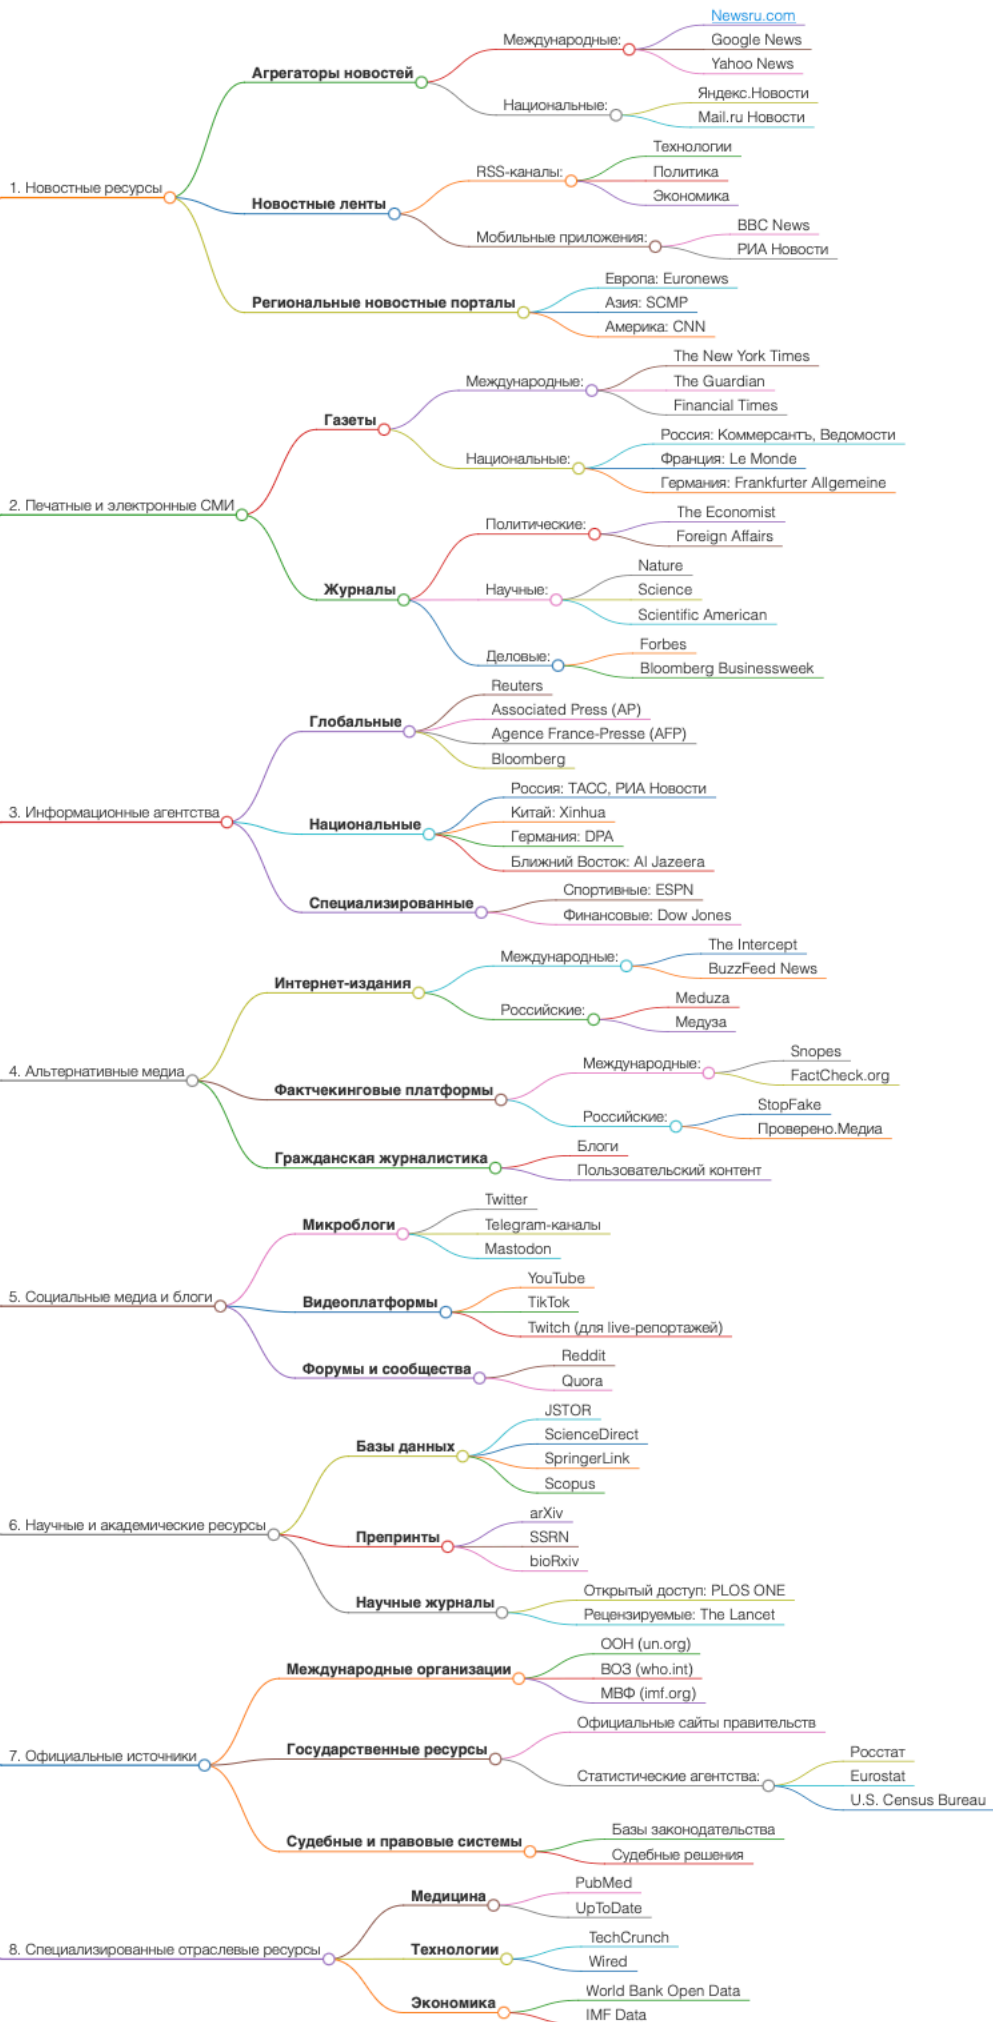 1. Новостные ресурсы
Агрегаторы новостей
Международные:
Newsru.com
Google News
Yahoo News
Национальные:
Яндекс.Новости
Mail.ru Новости
Новостные ленты
RSS-каналы:
Технологии
Политика
Экономика
Мобильные приложения:
BBC News
РИА Новости
Региональные новостные порталы
Европа: Euronews
Азия: SCMP
Америка: CNN
2. Печатные и электронные СМИ
Газеты
Международные:
The New York Times
The Guardian
Financial Times
Национальные:
Россия: Коммерсантъ, Ведомости
Франция: Le Monde
Германия: Frankfurter Allgemeine
Журналы
Политические:
The Economist
Foreign Affairs
Научные:
Nature
Science
Scientific American
Деловые:
Forbes
Bloomberg Businessweek
3. Информационные агентства
Глобальные
Reuters
Associated Press (AP)
Agence France-Presse (AFP)
Bloomberg
Национальные
Россия: ТАСС, РИА Новости
Китай: Xinhua
Германия: DPA
Ближний Восток: Al Jazeera
Специализированные
Спортивные: ESPN
Финансовые: Dow Jones
4. Альтернативные медиа
Интернет-издания
Международные:
The Intercept
BuzzFeed News
Российские:
Meduza
Медуза
Фактчекинговые платформы
Международные:
Snopes
FactCheck.org
Российские:
StopFake
Проверено.Медиа
Гражданская журналистика
Блоги
Пользовательский контент
5. Социальные медиа и блоги
Микроблоги
Twitter
Telegram-каналы
Mastodon
Видеоплатформы
YouTube
TikTok
Twitch (для live-репортажей)
Форумы и сообщества
Reddit
Quora
6. Научные и академические ресурсы
Базы данных
JSTOR
ScienceDirect
SpringerLink
Scopus
Препринты
arXiv
SSRN
bioRxiv
Научные журналы
Открытый доступ: PLOS ONE
Рецензируемые: The Lancet
7. Официальные источники
Международные организации
ООН (un.org)
ВОЗ (who.int)
МВФ (imf.org)
Государственные ресурсы
Официальные сайты правительств
Статистические агентства:
Росстат
Eurostat
U.S. Census Bureau
Судебные и правовые системы
Базы законодательства
Судебные решения
8. Специализированные отраслевые ресурсы
Медицина
PubMed
UpToDate
Технологии
TechCrunch
Wired
Экономика
World Bank Open Data
IMF Data